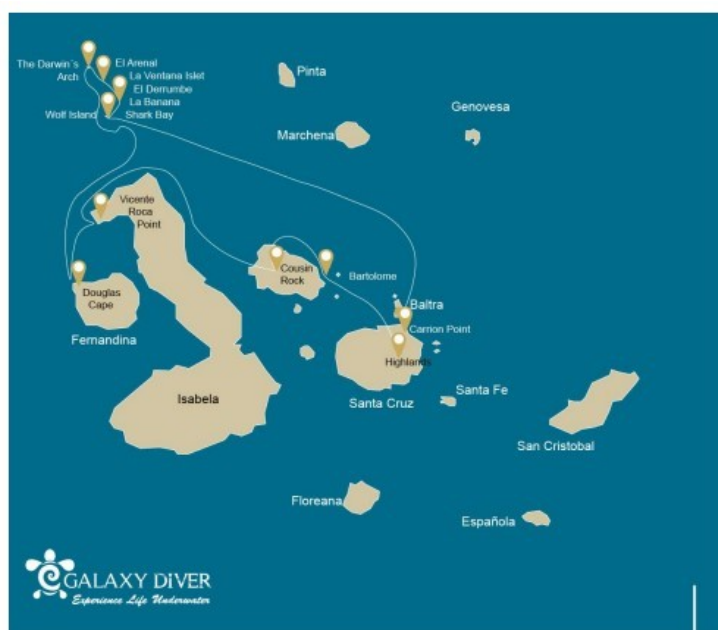 The Darwin´s
Arch
El Arenal
La Ventana Islet
El Derrumbe
La Banana
Wolf Island
Shark Bay
Pinta
Genovesa
Marchena
Vicente
Roca
Point
Cousin
Rock
Bartolome
Douglas
Cape
Baltra
Carrion Point
Fernandina
Highlands
Isabela
Santa Cruz
Santa Fe
San Cristobal
Floreana
Española
GALAXY DIVER
Experience Life Underwater